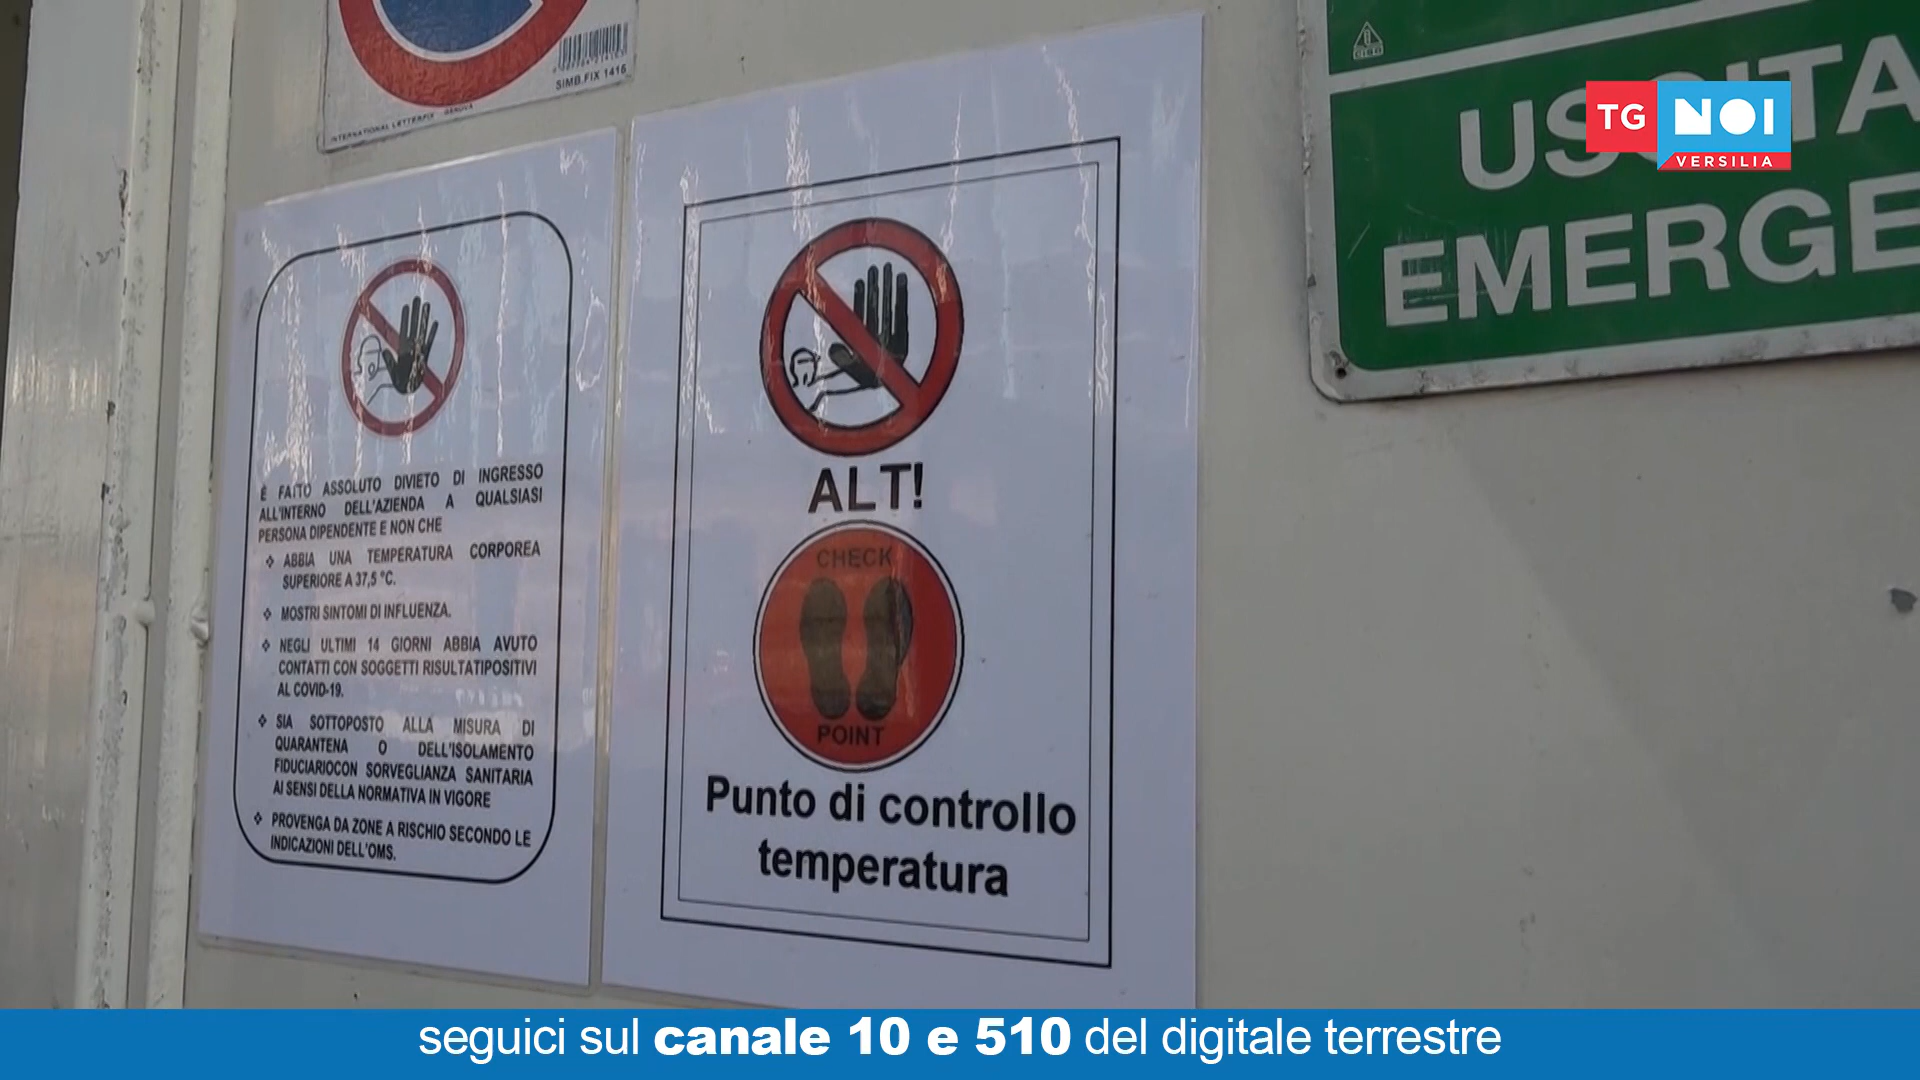 SIMB.FIX 1416
INTERNATIONAL LETTERFIX GENOVA
USCITA
EMERGE
TG NOI
VERSILIA
È FATTO ASSOLUTO DIVIETO DI INGRESSO
ALL'INTERNO DELL'AZIENDA A QUALSIASI
PERSONA DIPENDENTE E NON CHE
❖ ABBIA UNA TEMPERATURA CORPOREA
SUPERIORE A 37,5 °C.
❖ MOSTRI SINTOMI DI INFLUENZA.
❖ NEGLI ULTIMI 14 GIORNI ABBIA AVUTO
CONTATTI CON SOGGETTI RISULTATIPOSITIVI
AL COVID-19.
❖ SIA SOTTOPOSTO ALLA MISURA DI
QUARANTENA O DELL'ISOLAMENTO
FIDUCIARIOCON SORVEGLIANZA SANITARIA
AI SENSI DELLA NORMATIVA IN VIGORE
❖ PROVENGA DA ZONE A RISCHIO SECONDO LE
INDICAZIONI DELL'OMS.
ALT!
CHECK
POINT
Punto di controllo
temperatura
seguici sul canale 10 e 510 del digitale terrestre